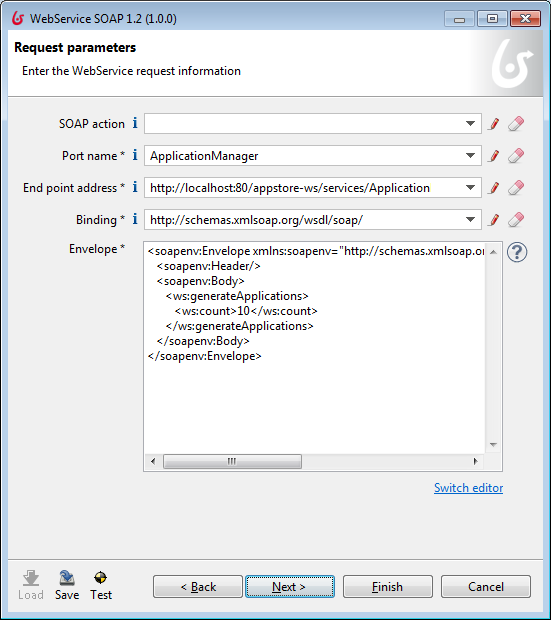 WebService SOAP 1.2 (1.0.0)
Request parameters
Enter the WebService request information
SOAP action
Port name * ApplicationManager
End point address * http://localhost:80/appstore-ws/services/Application
Binding * http://schemas.xmlsoap.org/wsdl/soap/
Envelope * <soapenv:Envelope xmlns:soapenv="http://schemas.xmlsoap.or
<soapenv:Header/>
<soapenv:Body>
<ws:generateApplications>
<ws:count>10</ws:count>
</ws:generateApplications>
</soapenv:Body>
</soapenv:Envelope>
Switch editor
Load Save Test < Back Next > Finish Cancel